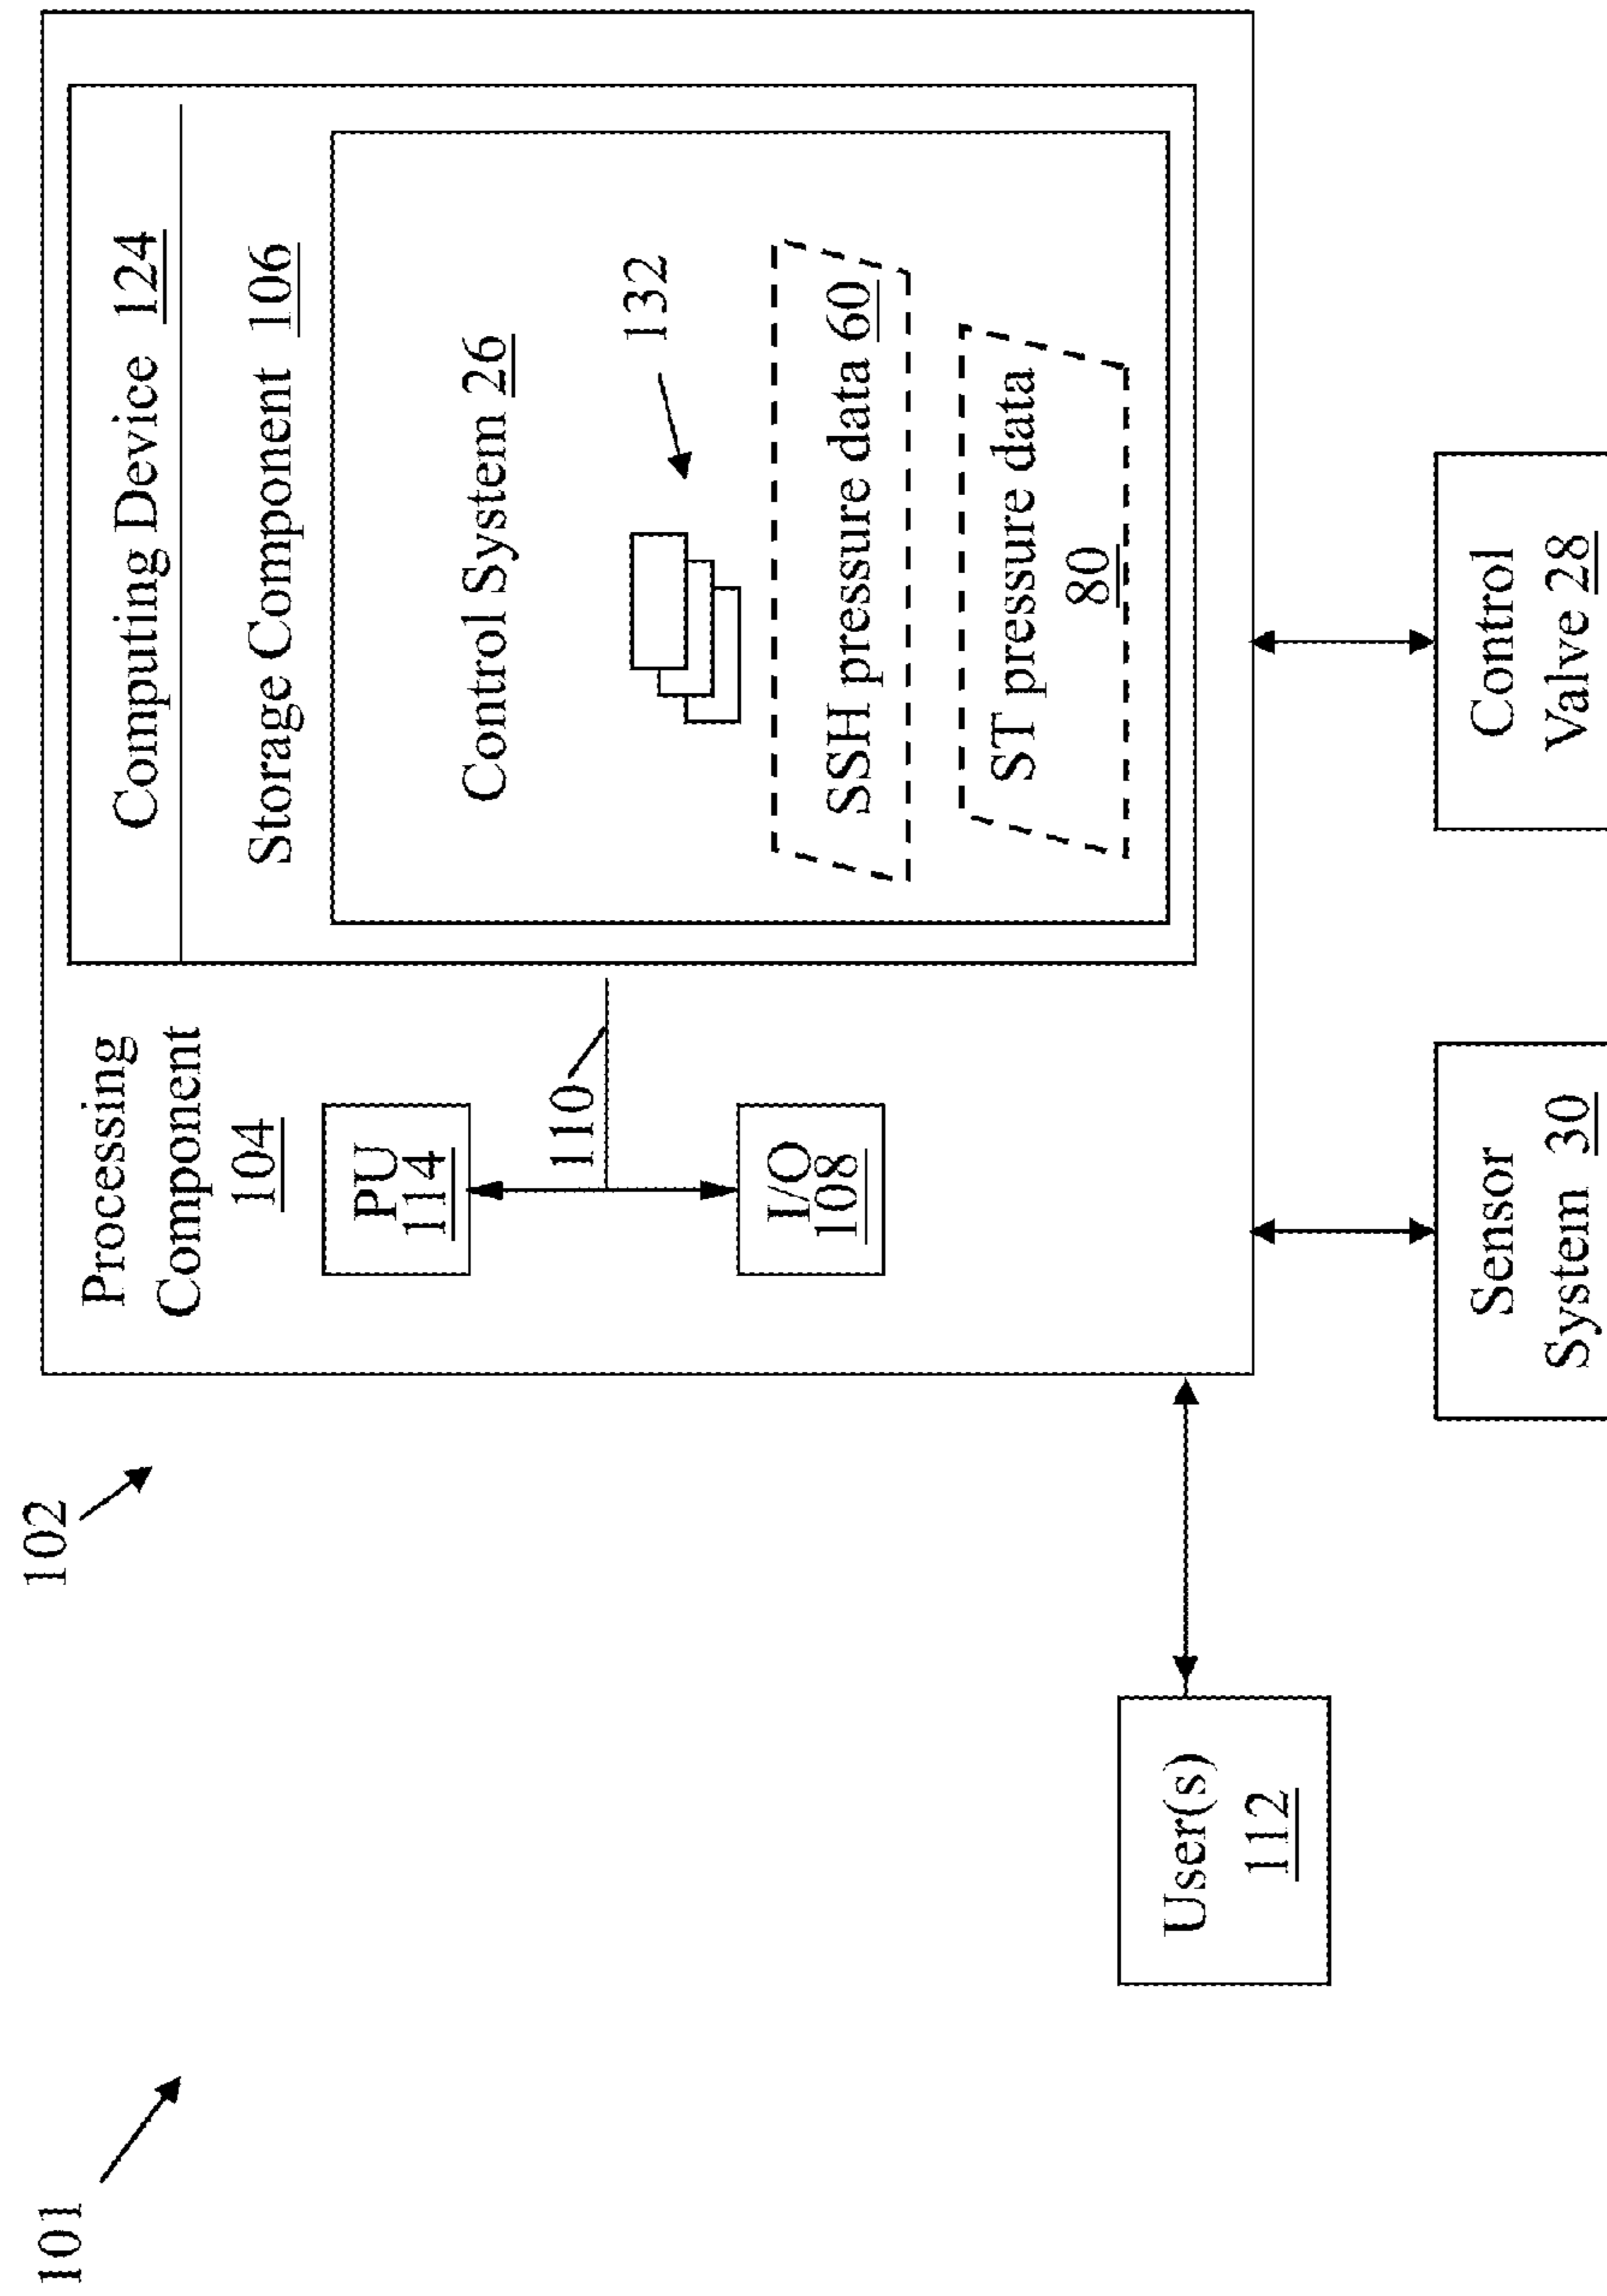 101
102
Processing
Component
104
PU
114
110
I/O
108
Computing Device 124
Storage Component 106
Control System 26
132
SSH pressure data 60
ST pressure data
80
User(s)
112
Sensor
System 30
Control
Valve 28